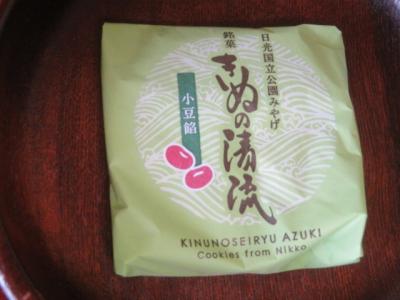 日光国立公園みやげ
銘菓
きぬの清流
小豆餡
KINUNOSEIRYU AZUKI
Cookies from Nikko